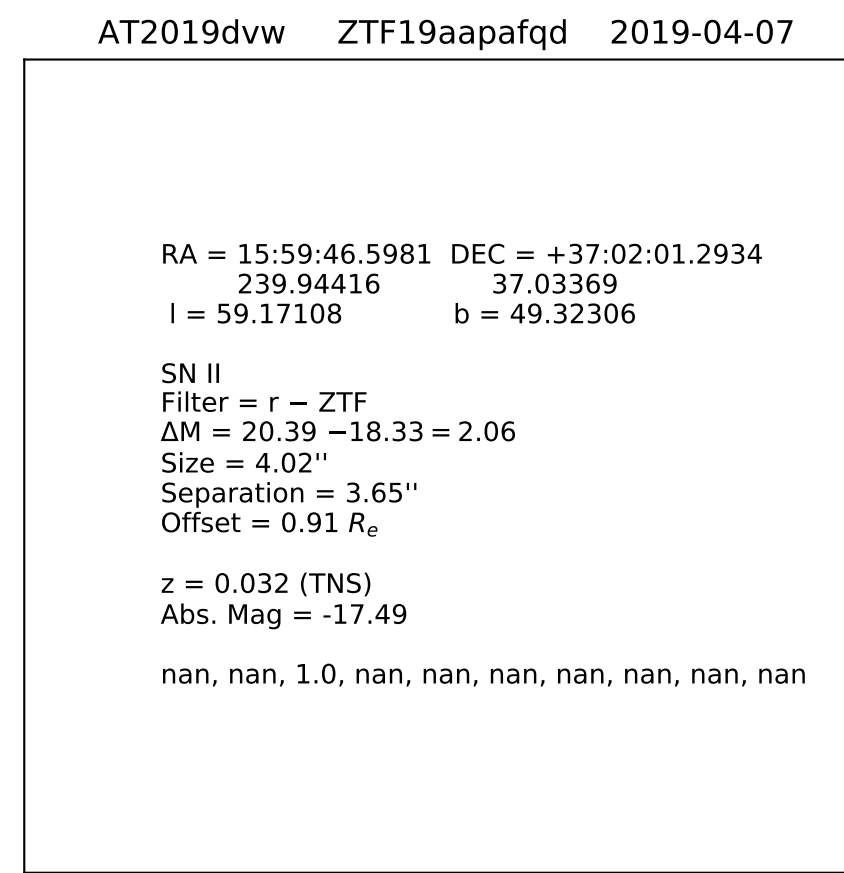 AT2019dvw ZTF19aapafqd 2019-04-07
RA = 15:59:46.5981 DEC = +37:02:01.2934
239.94416 37.03369
l = 59.17108 b = 49.32306
SN II
Filter = r − ZTF
ΔM = 20.39 −18.33 = 2.06
Size = 4.02''
Separation = 3.65''
Offset = 0.91 Rₑ
z = 0.032 (TNS)
Abs. Mag = -17.49
nan, nan, 1.0, nan, nan, nan, nan, nan, nan, nan